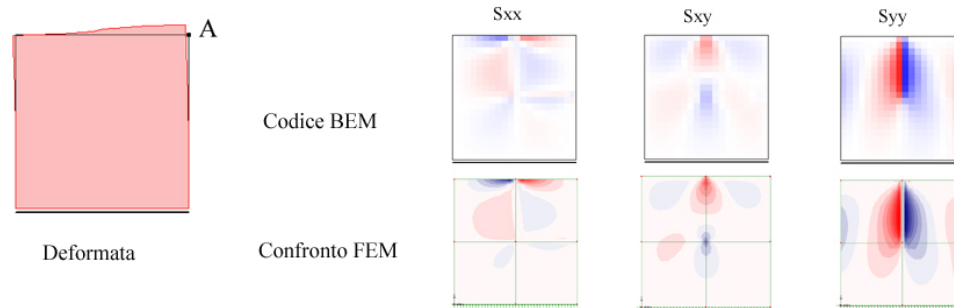 A
Sxx
Sxy
Syy
Codice BEM
Deformata
Confronto FEM